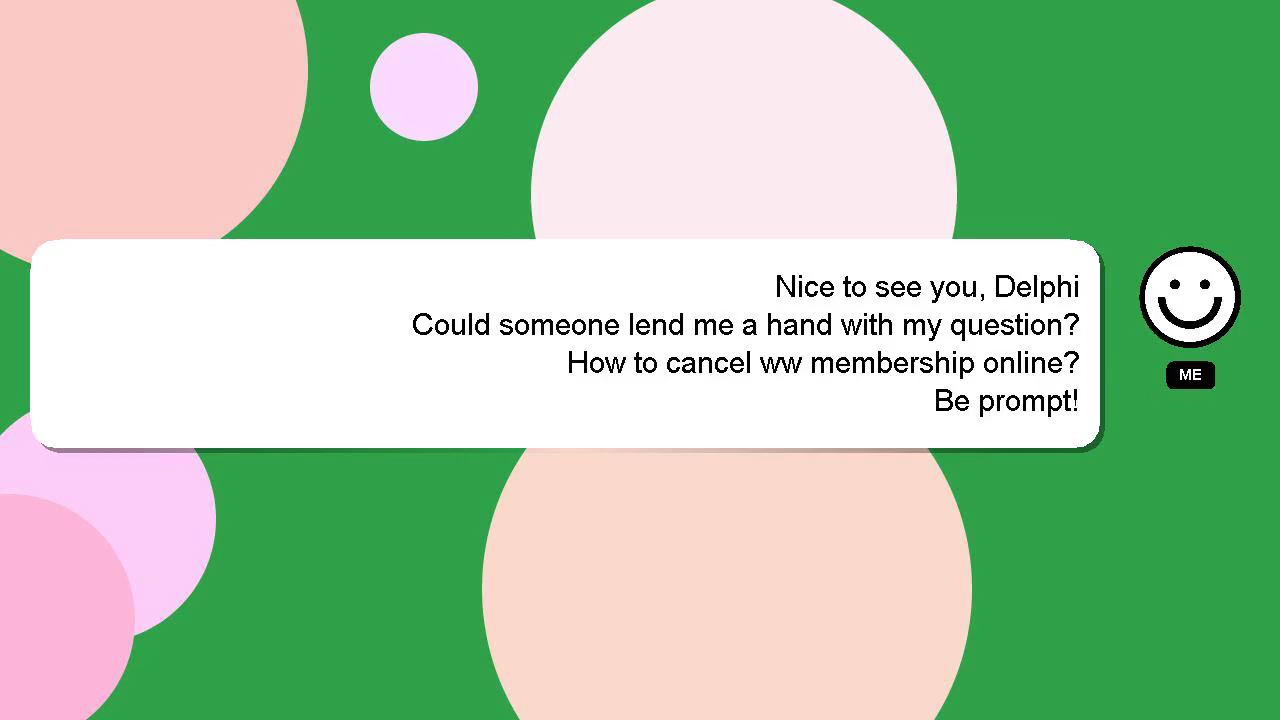 Nice to see you, Delphi
Could someone lend me a hand with my question?
How to cancel ww membership online?
Be prompt!
ME